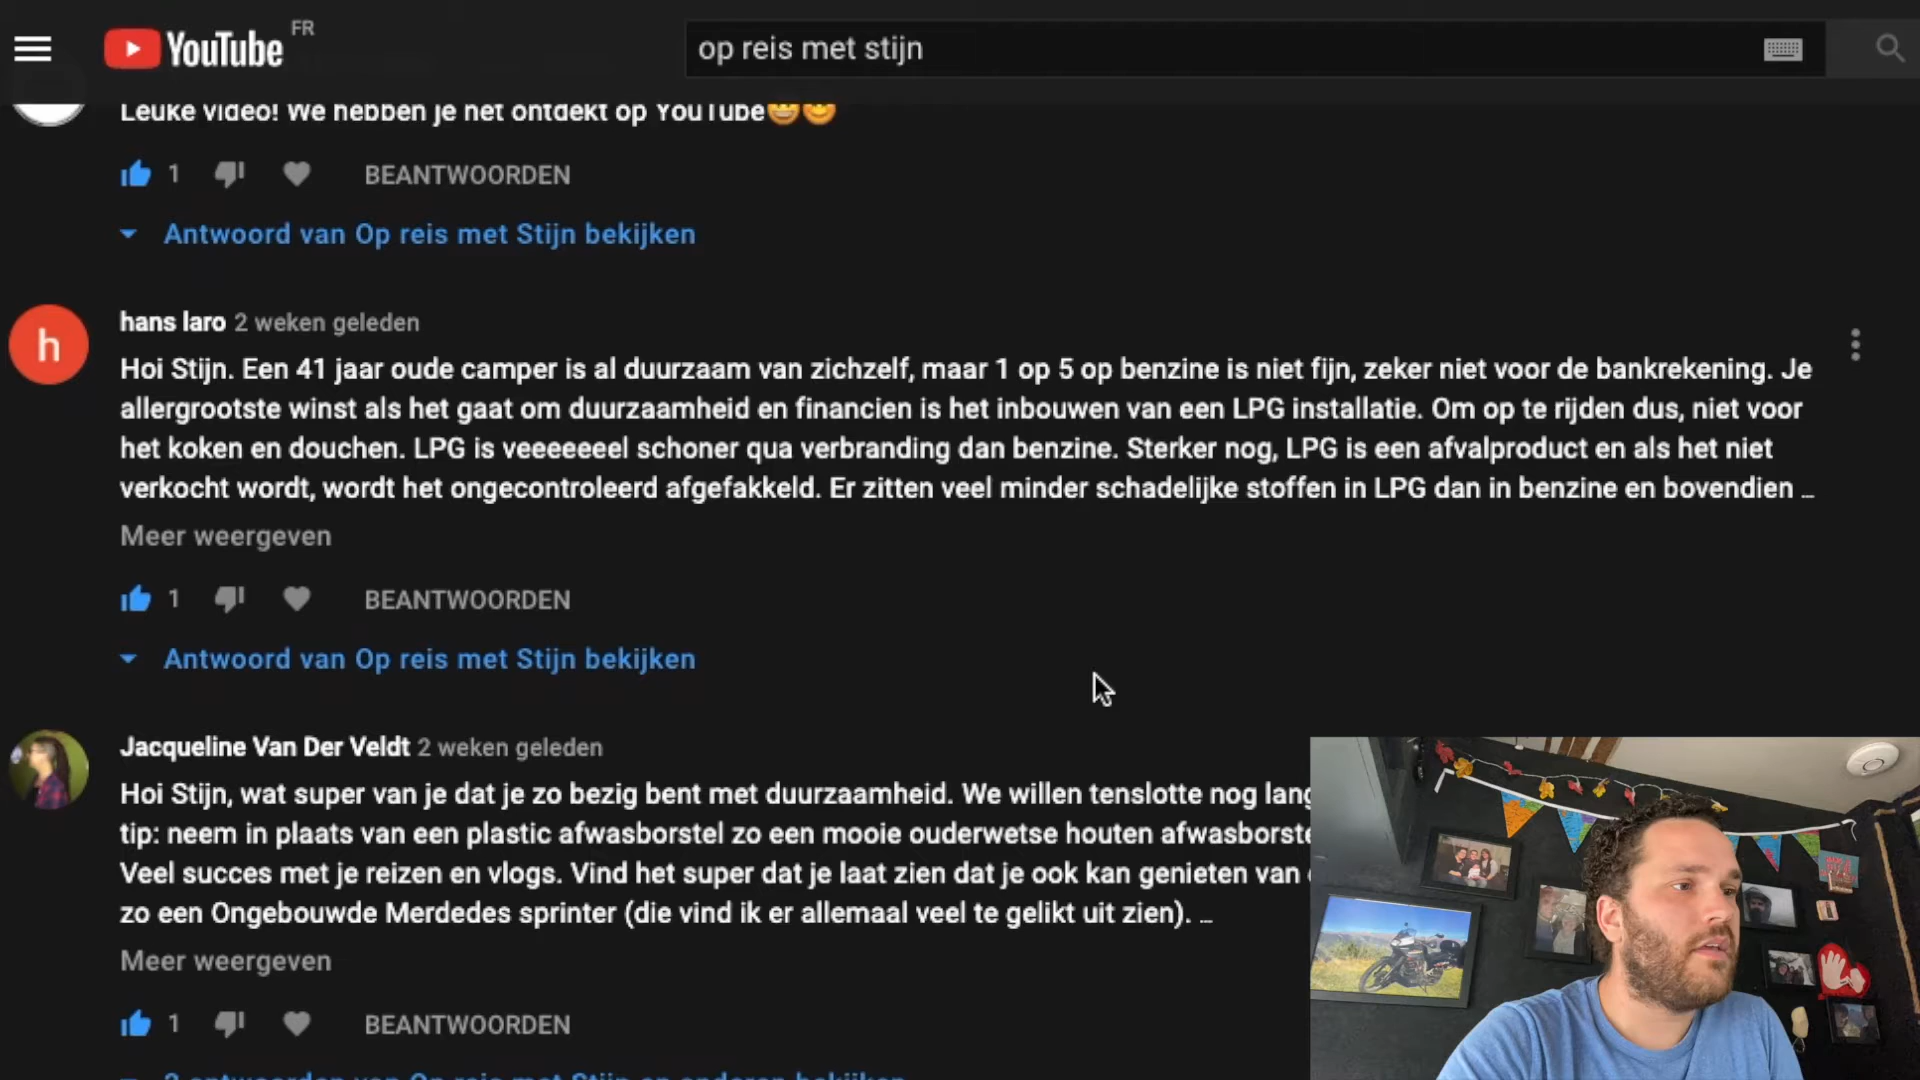 YouTube FR
op reis met stijn
Leuke video! We hebben je net ontdekt op YouTube😀😊
1 BEANTWOORDEN
Antwoord van Op reis met Stijn bekijken
h
hans laro 2 weken geleden
Hoi Stijn. Een 41 jaar oude camper is al duurzaam van zichzelf, maar 1 op 5 op benzine is niet fijn, zeker niet voor de bankrekening. Je
allergrootste winst als het gaat om duurzaamheid en financien is het inbouwen van een LPG installatie. Om op te rijden dus, niet voor
het koken en douchen. LPG is veeeeeeel schoner qua verbranding dan benzine. Sterker nog, LPG is een afvalproduct en als het niet
verkocht wordt, wordt het ongecontroleerd afgefakkeld. Er zitten veel minder schadelijke stoffen in LPG dan in benzine en bovendien ...
Meer weergeven
1 BEANTWOORDEN
Antwoord van Op reis met Stijn bekijken
Jacqueline Van Der Veldt 2 weken geleden
Hoi Stijn, wat super van je dat je zo bezig bent met duurzaamheid. We willen tenslotte nog lang
tip: neem in plaats van een plastic afwasborstel zo een mooie ouderwetse houten afwasborste
Veel succes met je reizen en vlogs. Vind het super dat je laat zien dat je ook kan genieten van
zo een Ongebouwde Merdedes sprinter (die vind ik er allemaal veel te gelikt uit zien). ...
Meer weergeven
1 BEANTWOORDEN
antwoorden van Op reis met Stijn en anderen bekijken